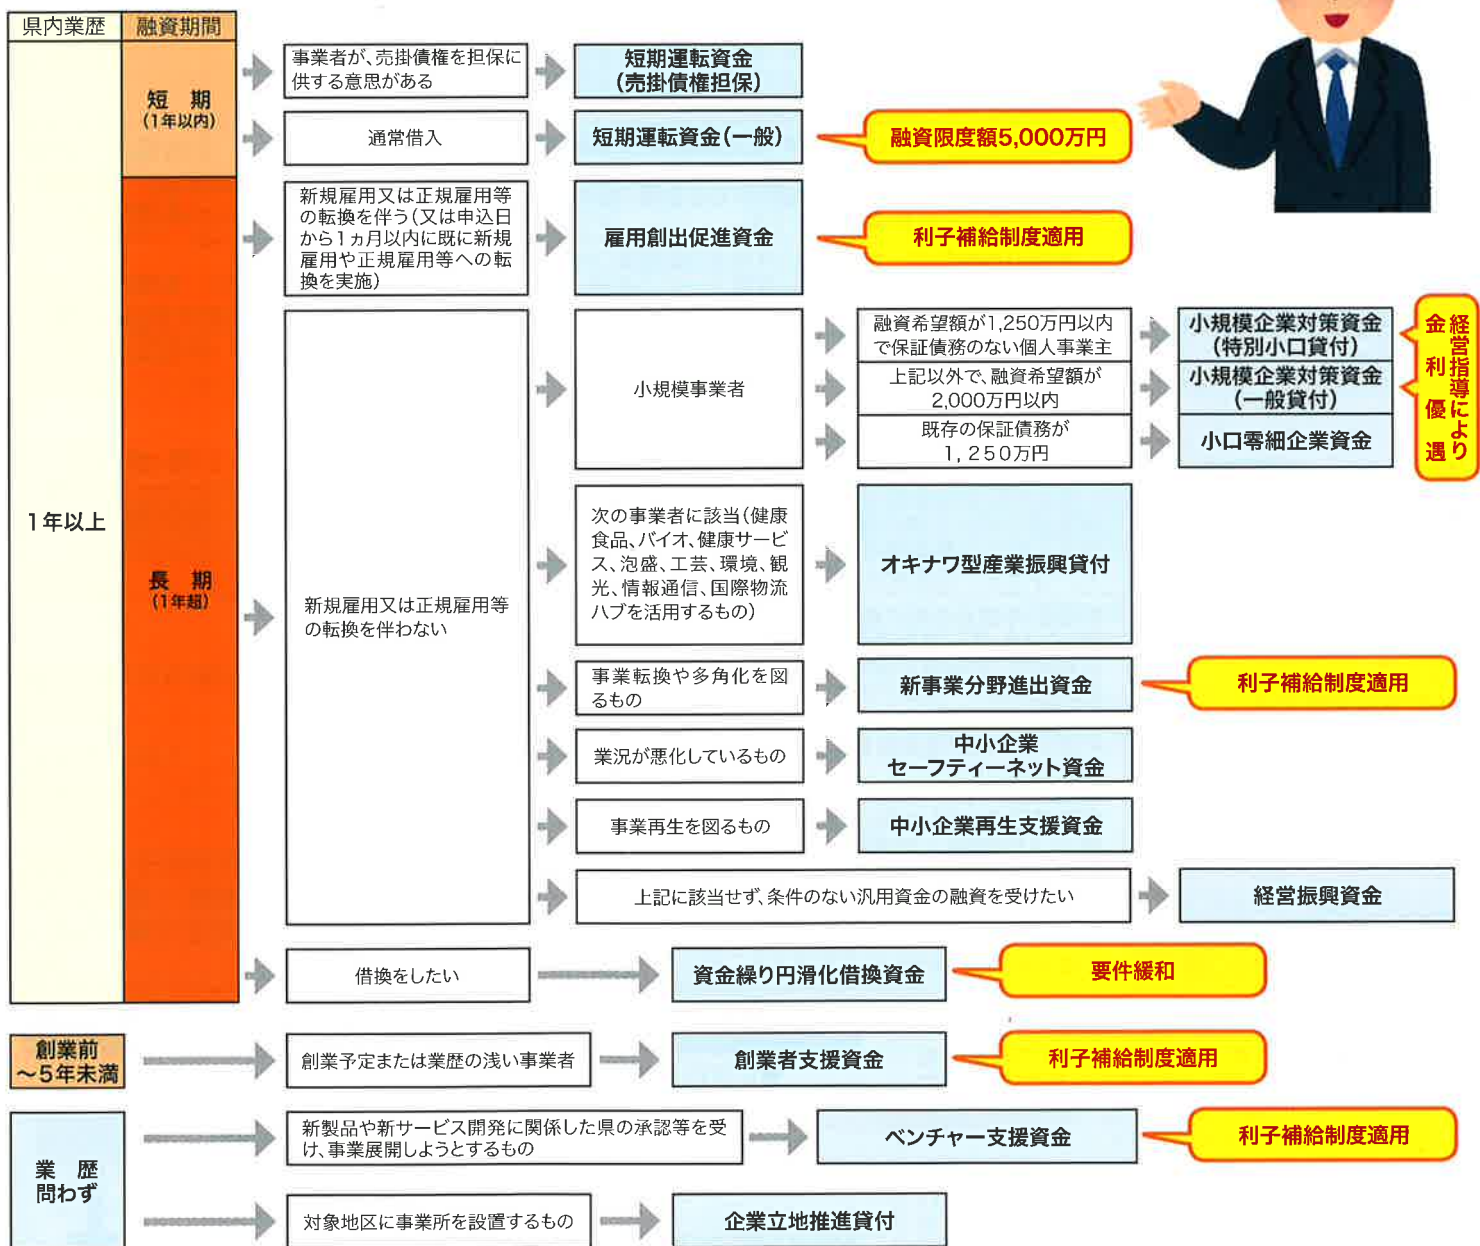 県内業歴
融資期間
1年以上
短　期
(1年以内)
事業者が、売掛債権を担保に
供する意思がある
短期運転資金
(売掛債権担保)
通常借入
短期運転資金(一般)
融資限度額5,000万円
長　期
(1年超)
新規雇用又は正規雇用等
の転換を伴う(又は申込日
から1ヵ月以内に既に新規
雇用や正規雇用等への転
換を実施)
雇用創出促進資金
利子補給制度適用
新規雇用又は正規雇用等
の転換を伴わない
小規模事業者
融資希望額が1,250万円以内
で保証債務のない個人事業主
小規模企業対策資金
(特別小口貸付)
上記以外で、融資希望額が
2,000万円以内
小規模企業対策資金
(一般貸付)
既存の保証債務が
1,250万円
小口零細企業資金
経営指導により
金利優遇
次の事業者に該当(健康
食品、バイオ、健康サービ
ス、泡盛、工芸、環境、観
光、情報通信、国際物流
ハブを活用するもの)
オキナワ型産業振興貸付
事業転換や多角化を図
るもの
新事業分野進出資金
利子補給制度適用
業況が悪化しているもの
中小企業
セーフティーネット資金
事業再生を図るもの
中小企業再生支援資金
上記に該当せず、条件のない汎用資金の融資を受けたい
経営振興資金
借換をしたい
資金繰り円滑化借換資金
要件緩和
創業前
～5年未満
創業予定または業歴の浅い事業者
創業者支援資金
利子補給制度適用
業　歴
問わず
新製品や新サービス開発に関係した県の承認等を受
け、事業展開しようとするもの
ベンチャー支援資金
利子補給制度適用
対象地区に事業所を設置するもの
企業立地推進貸付